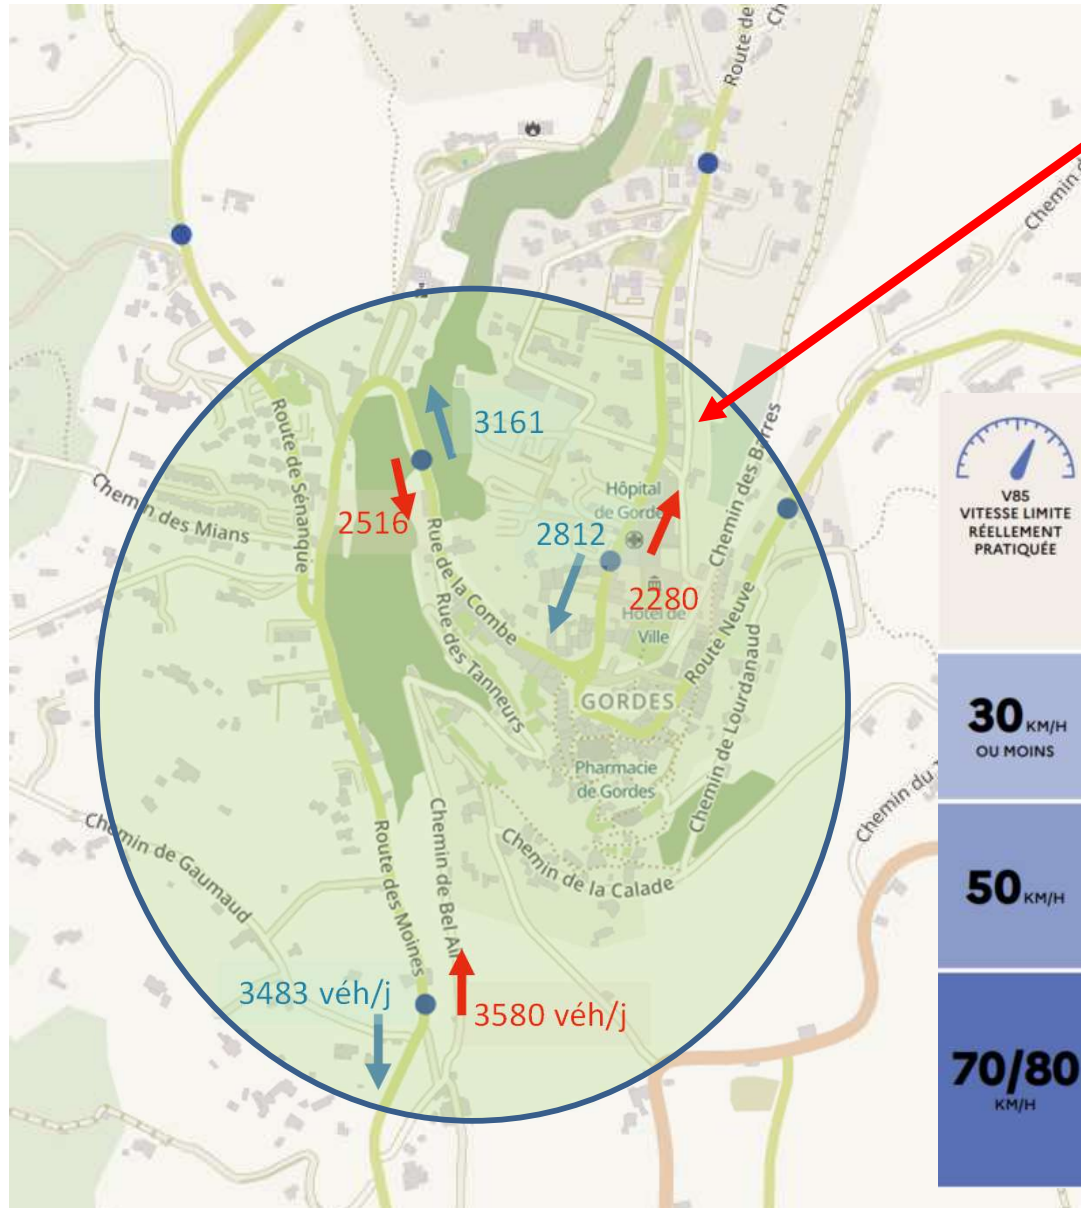 Route de
Ch
Chemin d
3161
2516
Route de Sénanque
Chemin des Mians
Hôpital
de Gorde
2812
2280
Hôtel de
Ville
Chemin des Barres
Rue de la Combe
Rue des Tanneurs
GORDES
Route Neuve
Chemin de Lourdanaud
Pharmacie
de Gordes
Chemin de la Calade
Chemin du
Chemin de Gaumaud
Route des Moines
Chemin de Bel Air
3483 véh/j
3580 véh/j
V85
VITESSE LIMITE
RÉELLEMENT
PRATIQUÉE
30 KM/H
OU MOINS
50 KM/H
70/80
KM/H